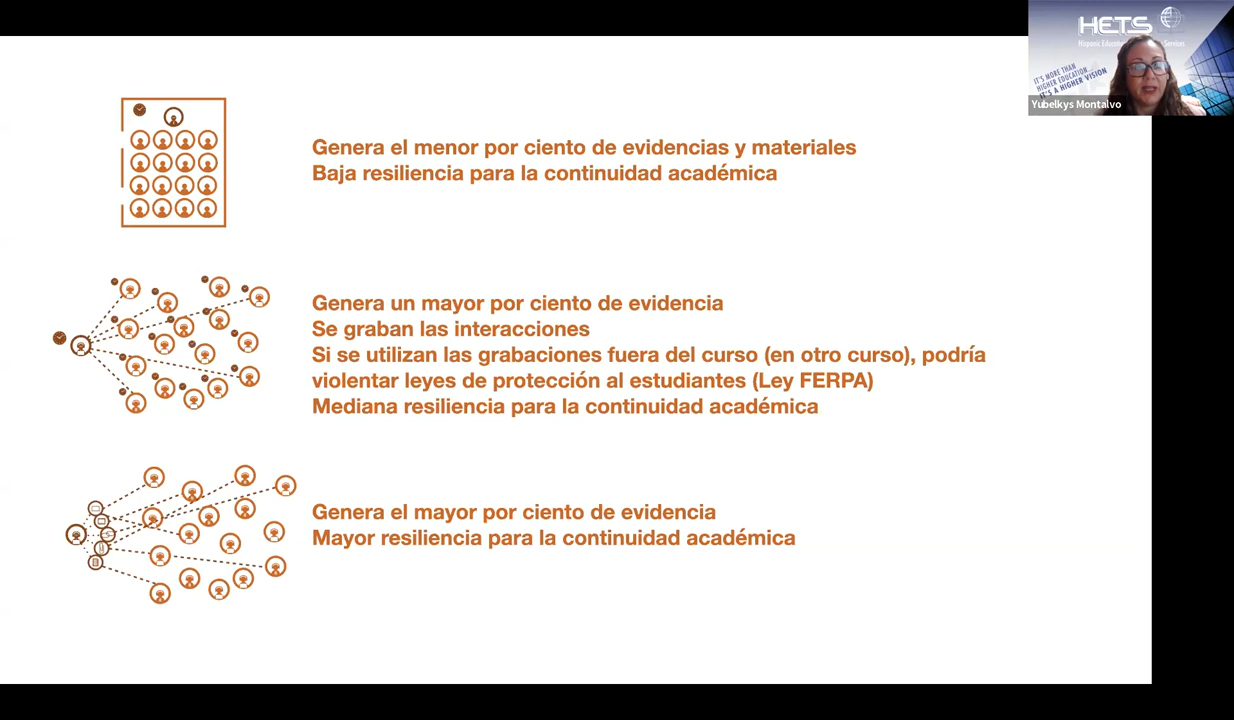 HETS
IT'S MORE THAN
HIGHER EDUCATION...
IT'S A HIGHER VISION
Yubelkys Montalvo
Genera el menor por ciento de evidencias y materiales
Baja resiliencia para la continuidad académica
Genera un mayor por ciento de evidencia
Se graban las interacciones
Si se utilizan las grabaciones fuera del curso (en otro curso), podría
violentar leyes de protección al estudiantes (Ley FERPA)
Mediana resiliencia para la continuidad académica
Genera el mayor por ciento de evidencia
Mayor resiliencia para la continuidad académica